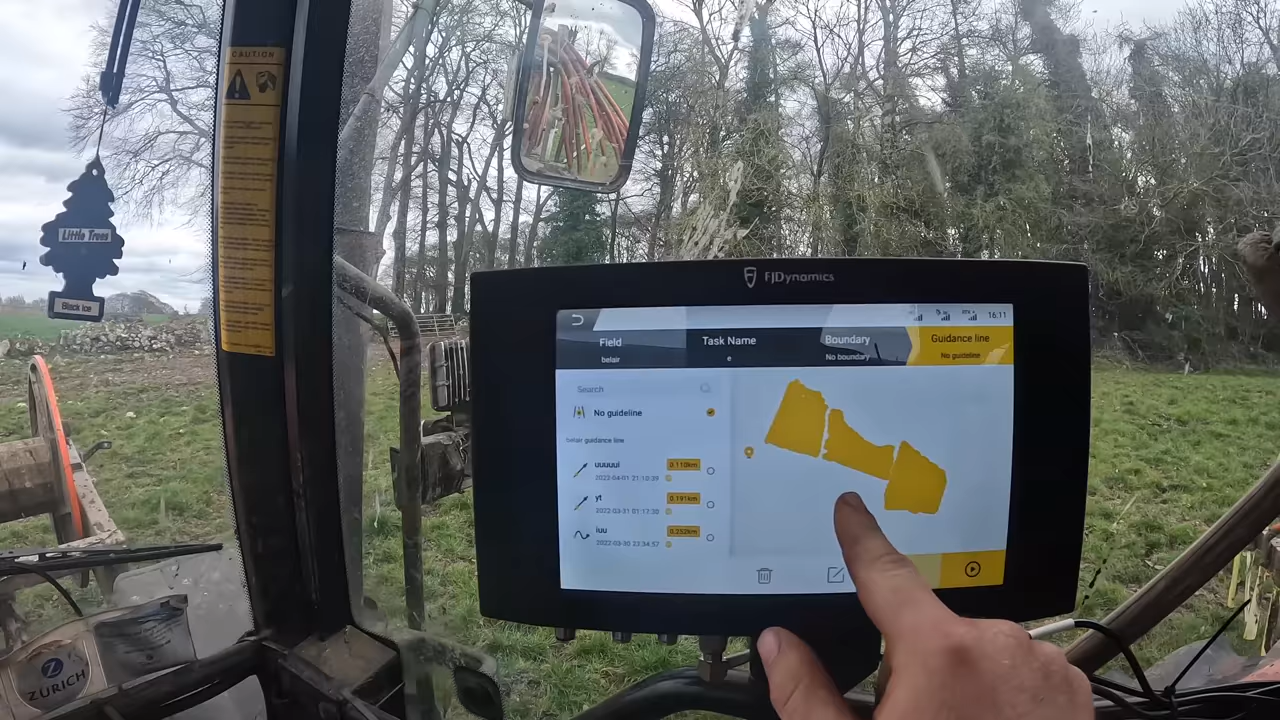 CAUTION
Little Trees
Black Ice
Z
ZURICH
FJDynamics
16:11
Field
belair
Task Name
e
Boundary
No boundary
Guidance line
No guideline
Search
No guideline
belair guidance line
uuuuui
0.110km
2022-04-01 21:10:39
yt
0.191km
2022-03-31 01:17:30
iuu
0.252km
2022-03-30 23:34:57